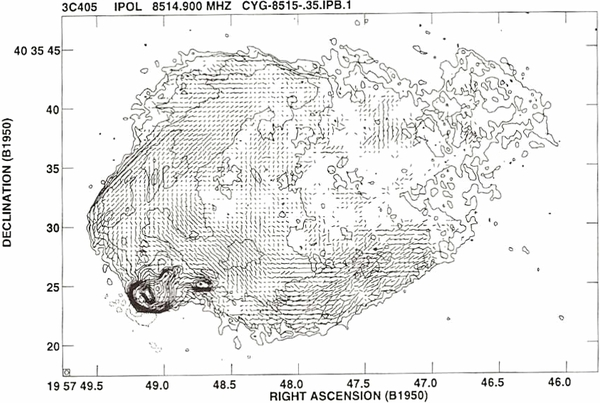 3C405 IPOL 8514.900 MHZ CYG-8515-.35.IPB.1
40 35 45
40
35
30
25
20
DECLINATION (B1950)
19 57 49.5 49.0 48.5 48.0 47.5 47.0 46.5 46.0
RIGHT ASCENSION (B1950)